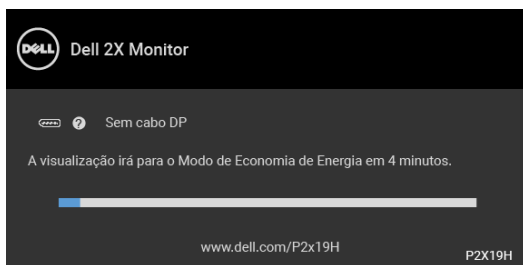 DELL
Dell 2X Monitor
Sem cabo DP
A visualização irá para o Modo de Economia de Energia em 4 minutos.
www.dell.com/P2x19H
P2X19H